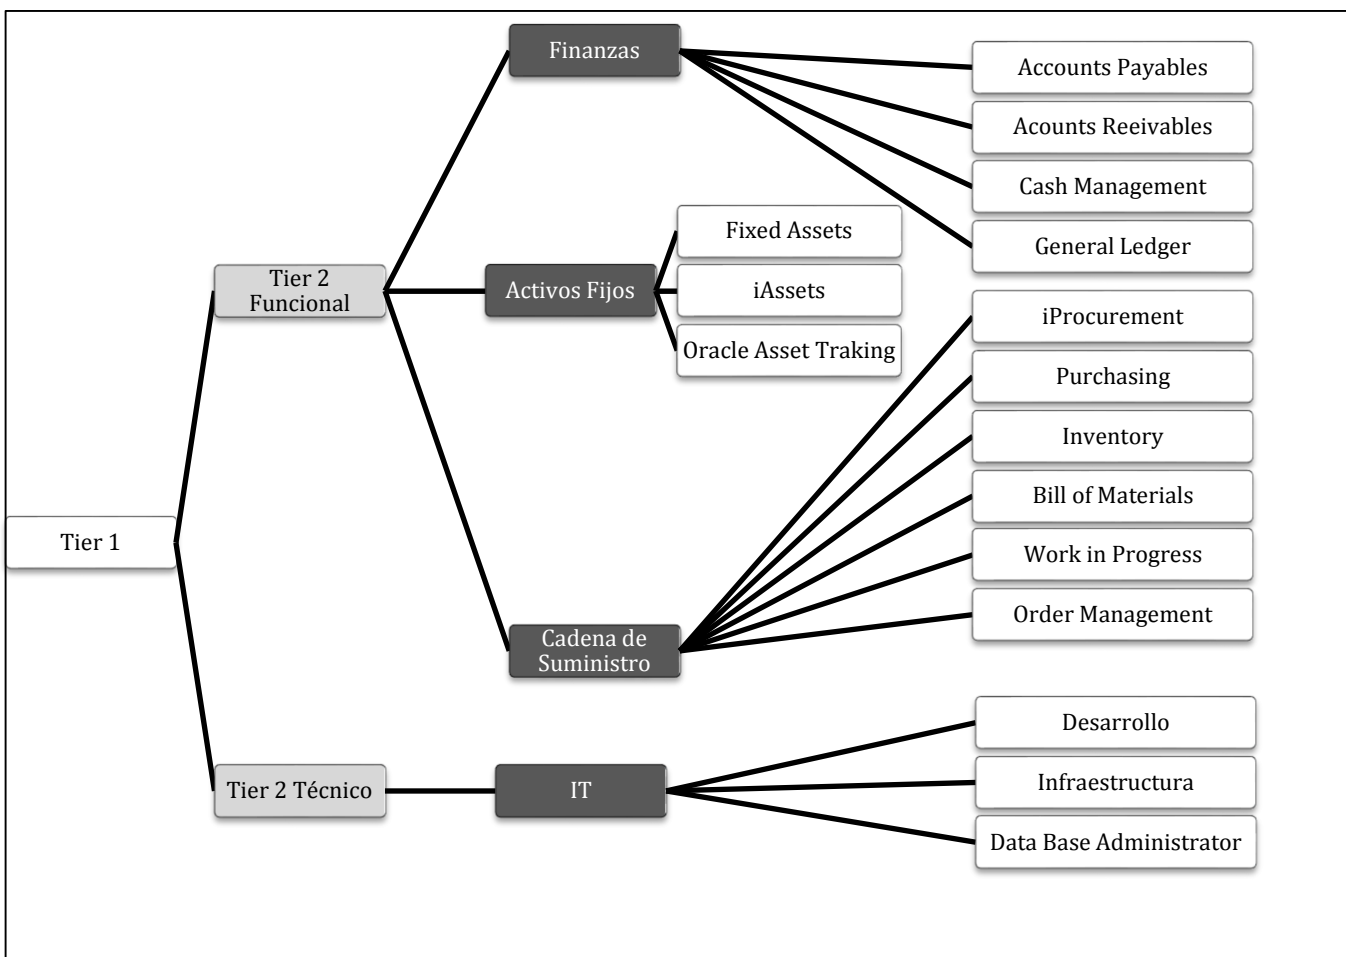 Finanzas
Accounts Payables
Acounts Reeivables
Cash Management
General Ledger
Tier 2
Funcional
Activos Fijos
Fixed Assets
iAssets
Oracle Asset Traking
iProcurement
Purchasing
Inventory
Bill of Materials
Work in Progress
Order Management
Tier 1
Cadena de
Suministro
Tier 2 Técnico
IT
Desarrollo
Infraestructura
Data Base Administrator